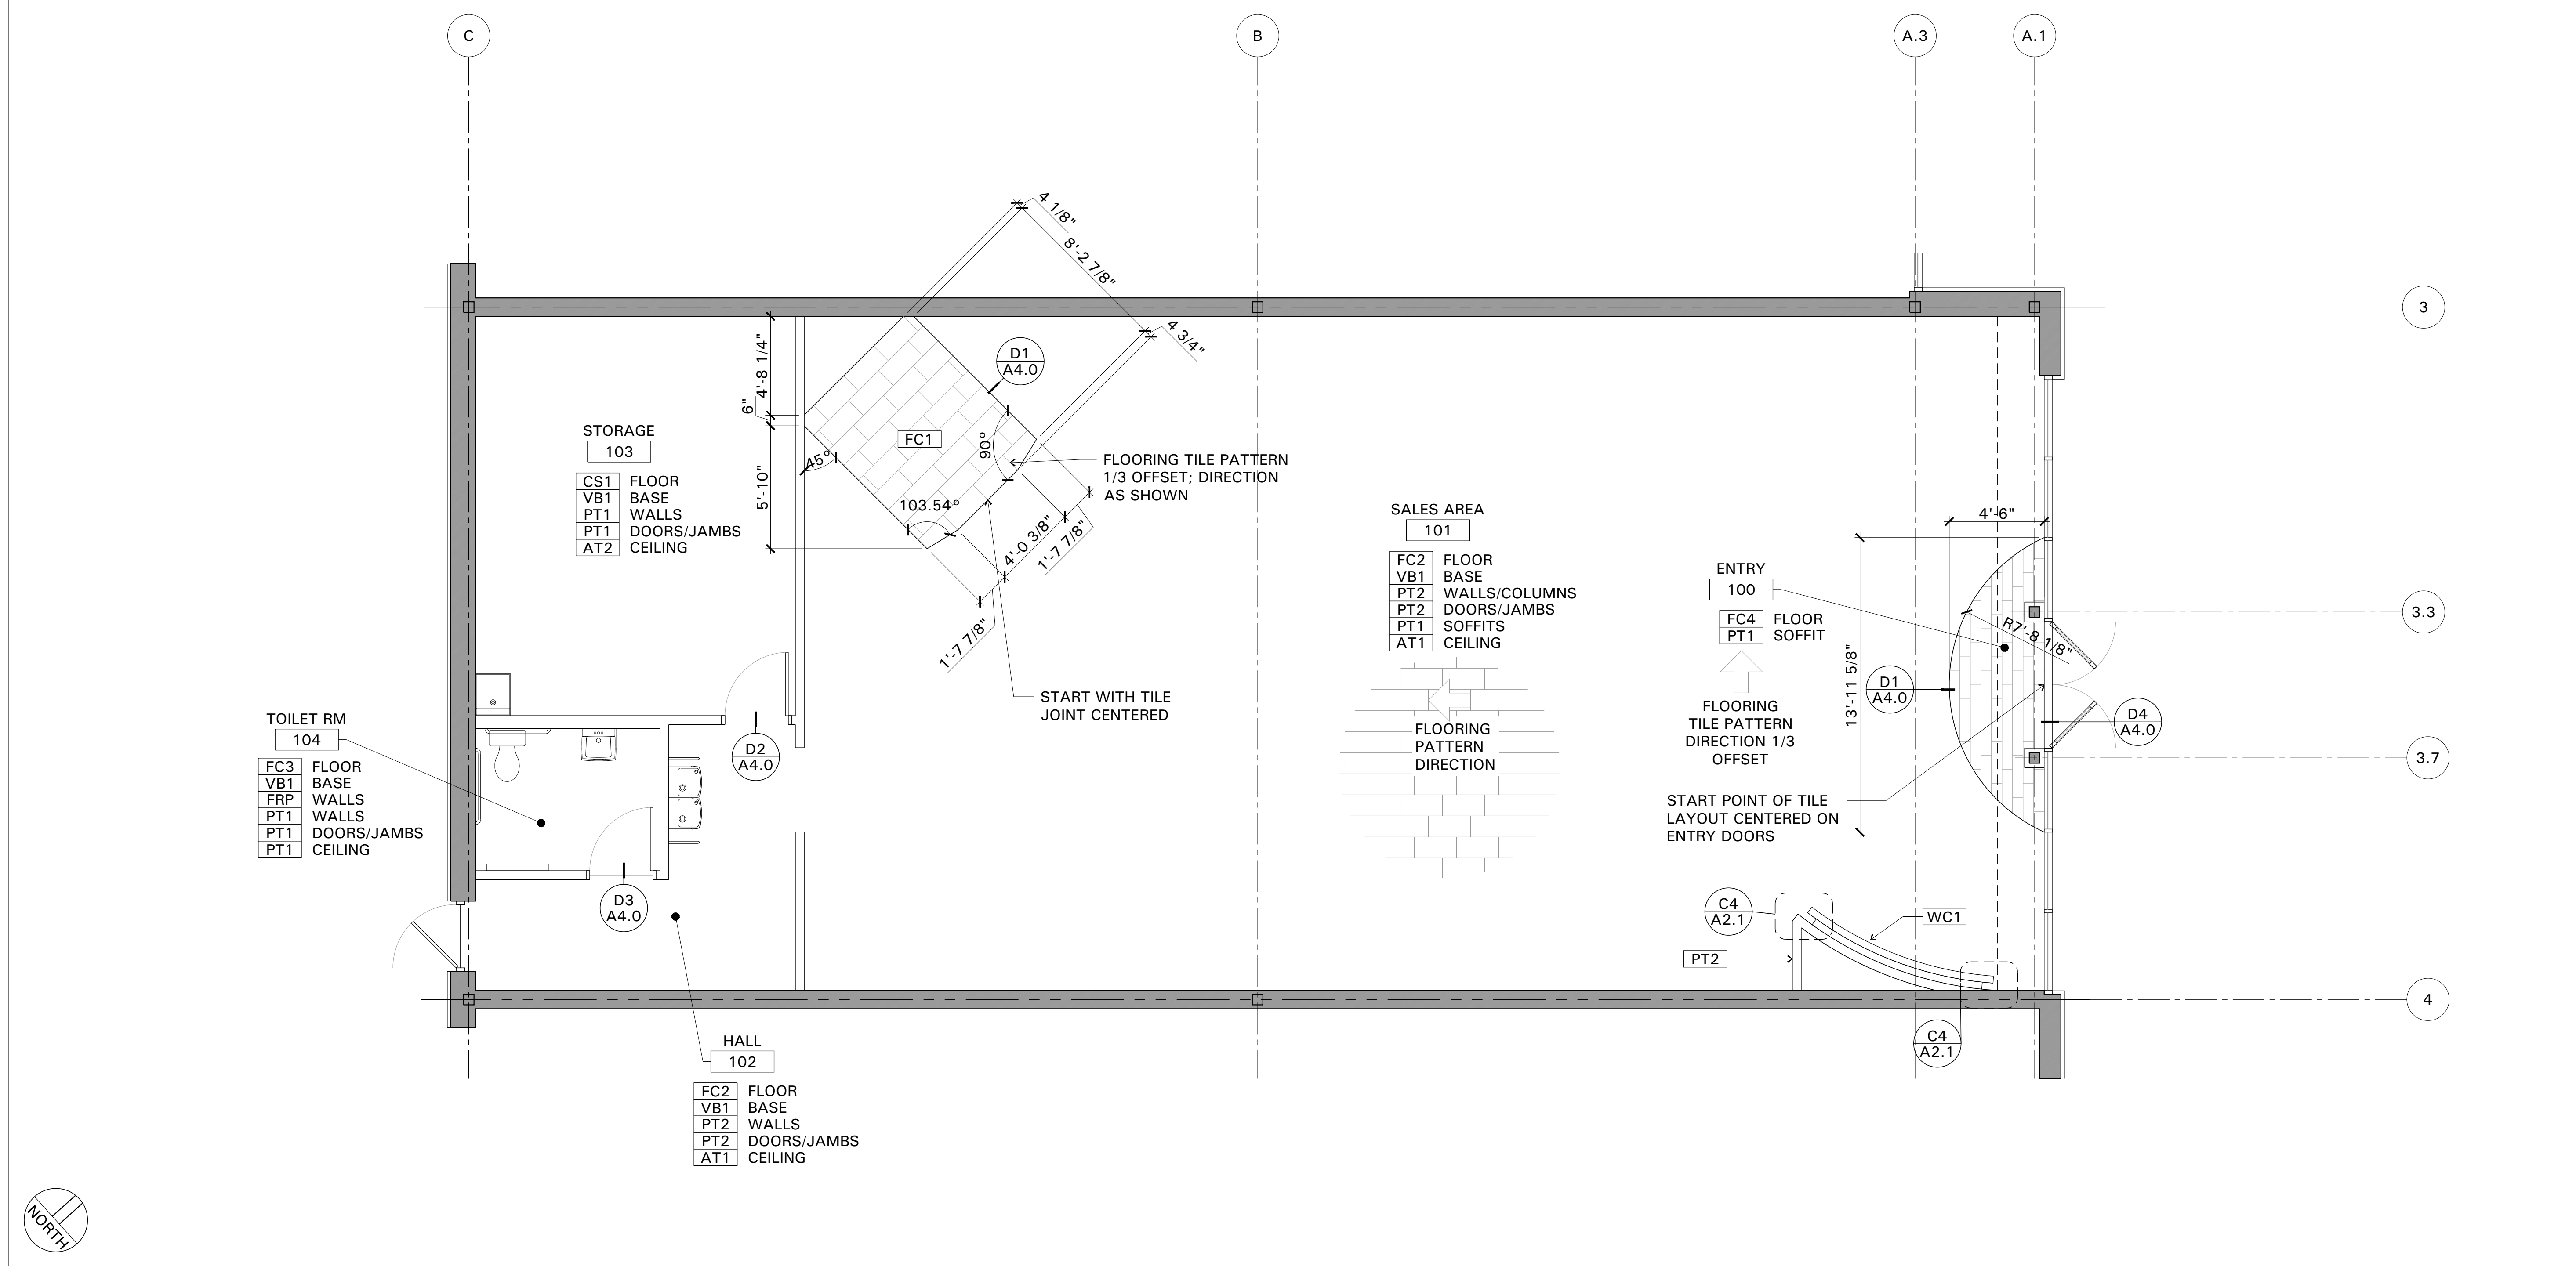 C
B
A.3
A.1
3
3.3
3.7
4
4 1/8"
8'-2 7/8"
4 3/4"
D1
A4.0
4'-8 1/4"
6"
5'-10"
45°
FC1
90°
103.54°
FLOORING TILE PATTERN
1/3 OFFSET; DIRECTION
AS SHOWN
4'-0 3/8"
1'-7 7/8"
1'-7 7/8"
START WITH TILE
JOINT CENTERED
STORAGE
103
CS1 FLOOR
VB1 BASE
PT1 WALLS
PT1 DOORS/JAMBS
AT2 CEILING
SALES AREA
101
FC2 FLOOR
VB1 BASE
PT2 WALLS/COLUMNS
PT2 DOORS/JAMBS
PT1 SOFFITS
AT1 CEILING
FLOORING
PATTERN
DIRECTION
ENTRY
100
FC4 FLOOR
PT1 SOFFIT
FLOORING
TILE PATTERN
DIRECTION 1/3
OFFSET
START POINT OF TILE
LAYOUT CENTERED ON
ENTRY DOORS
4'-6"
13'-11 5/8"
R7'-8 1/8"
D1
A4.0
D4
A4.0
TOILET RM
104
FC3 FLOOR
VB1 BASE
FRP WALLS
PT1 WALLS
PT1 DOORS/JAMBS
PT1 CEILING
D2
A4.0
D3
A4.0
C4
A2.1
WC1
PT2
C4
A2.1
HALL
102
FC2 FLOOR
VB1 BASE
PT2 WALLS
PT2 DOORS/JAMBS
AT1 CEILING
NORTH